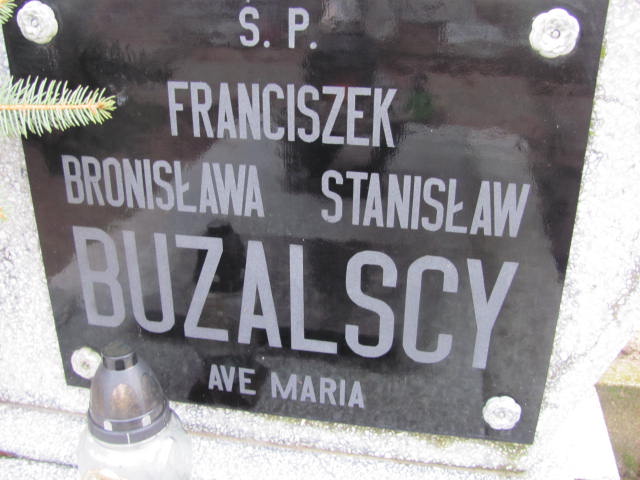 Ś. P.
FRANCISZEK
BRONISŁAWA STANISŁAW
BUZALSCY
AVE MARIA